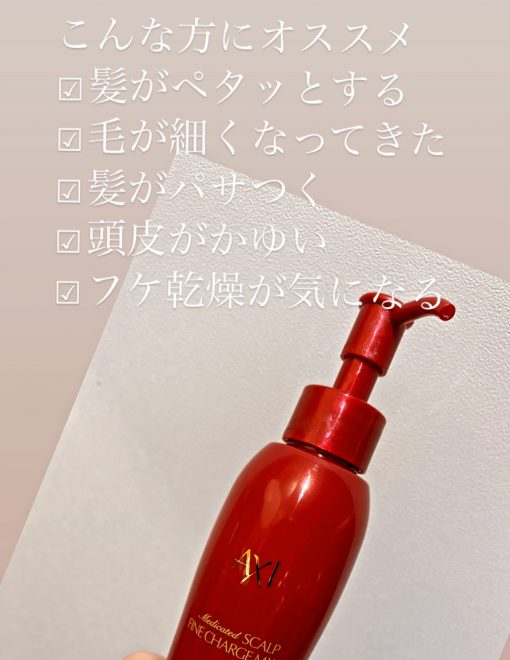 こんな方にオススメ
☑髪がペタッとする
☑毛が細くなってきた
☑髪がパサつく
☑頭皮がかゆい
☑フケ乾燥が気になる
AXI
Medicated SCALP
FINE CHARGE